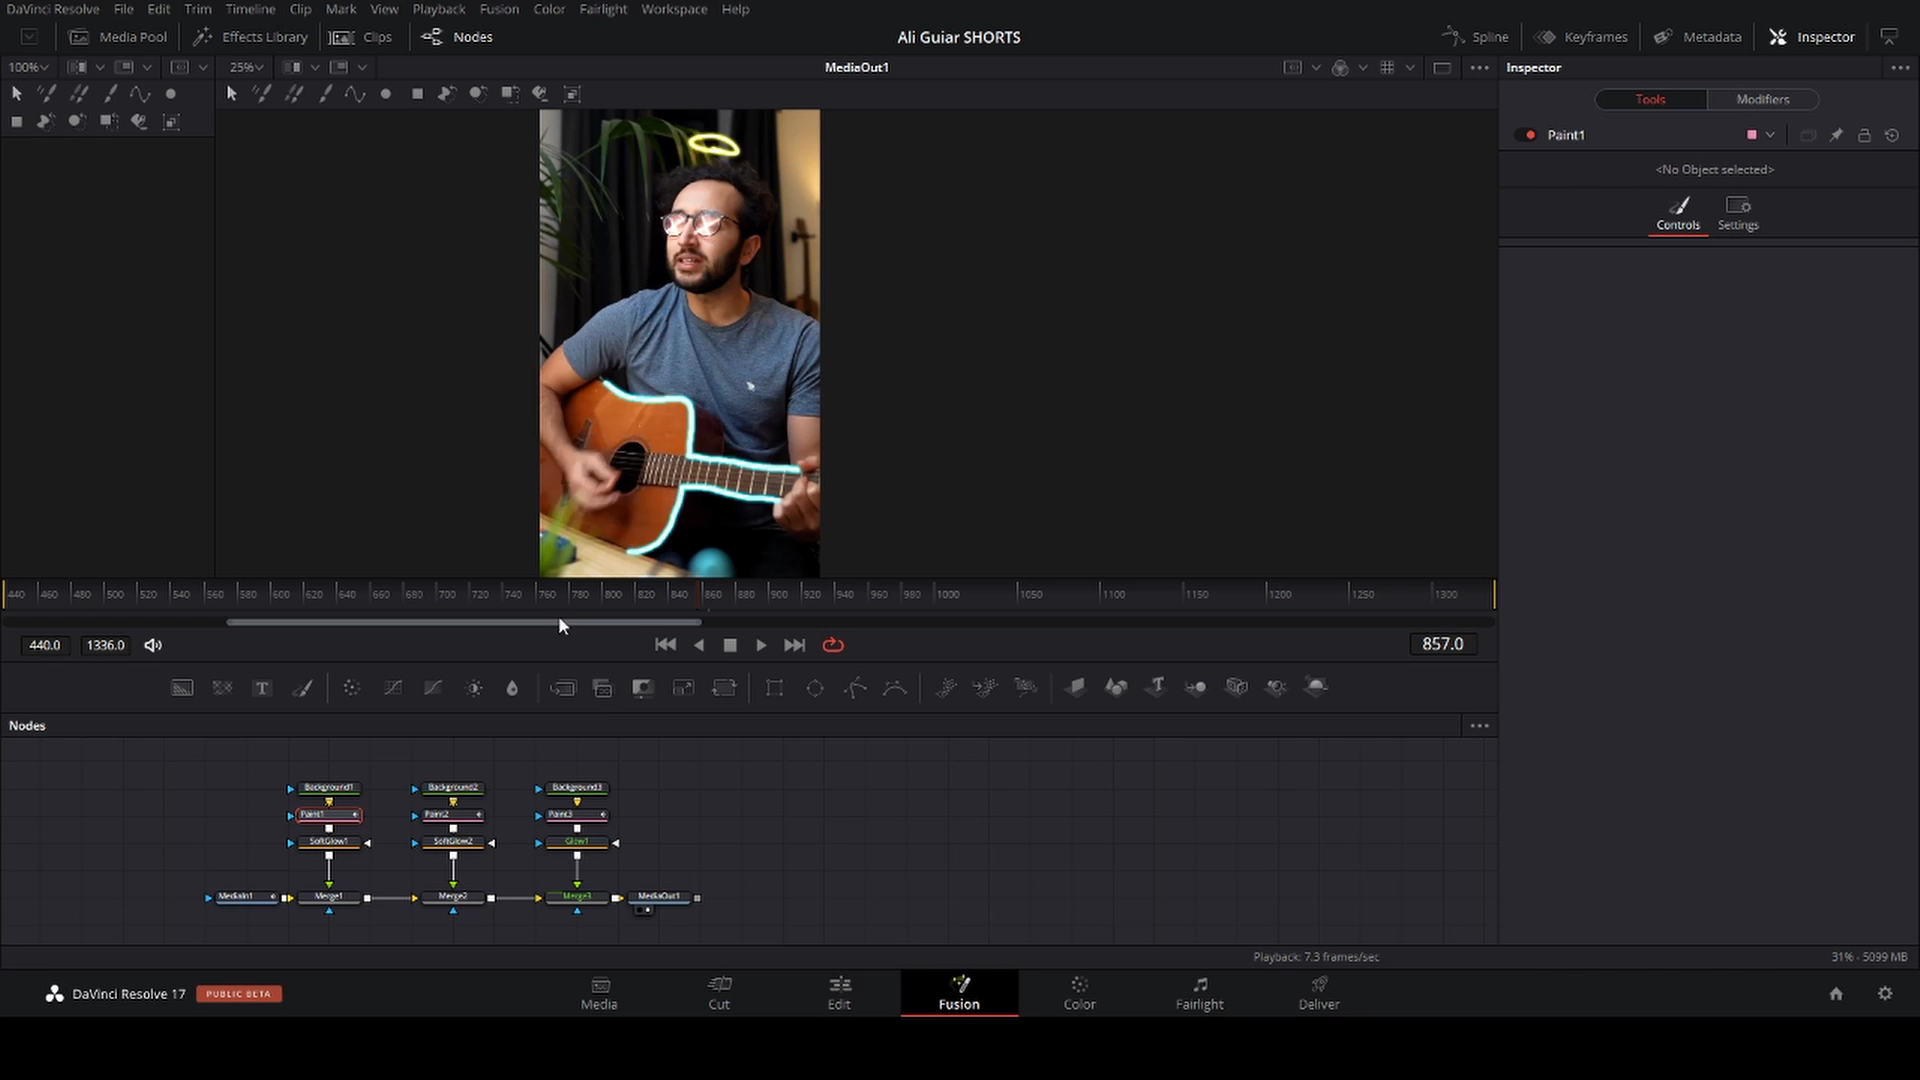 DaVinci Resolve File Edit Trim Timeline Clip Mark View Playback Fusion Color Fairlight Workspace Help
Media Pool Effects Library Clips Nodes Ali Guiar SHORTS Spline Keyframes Metadata Inspector
100% 25% MediaOut1 Inspector
Tools Modifiers
Paint1
<No Object selected>
Controls Settings
440 460 480 500 520 540 560 580 600 620 640 660 680 700 720 740 760 780 800 820 840 860 880 900 920 940 960 980 1000 1050 1100 1150 1200 1250 1300
440.0 1336.0 857.0
Nodes
Background1 Background2 Background3
Paint1 Paint2 Paint3
SoftGlow1 SoftGlow2 Glow1
MediaIn1 Merge1 Merge2 Merge3 MediaOut1
Playback: 7.3 frames/sec 31% - 5099 MB
DaVinci Resolve 17 PUBLIC BETA Media Cut Edit Fusion Color Fairlight Deliver